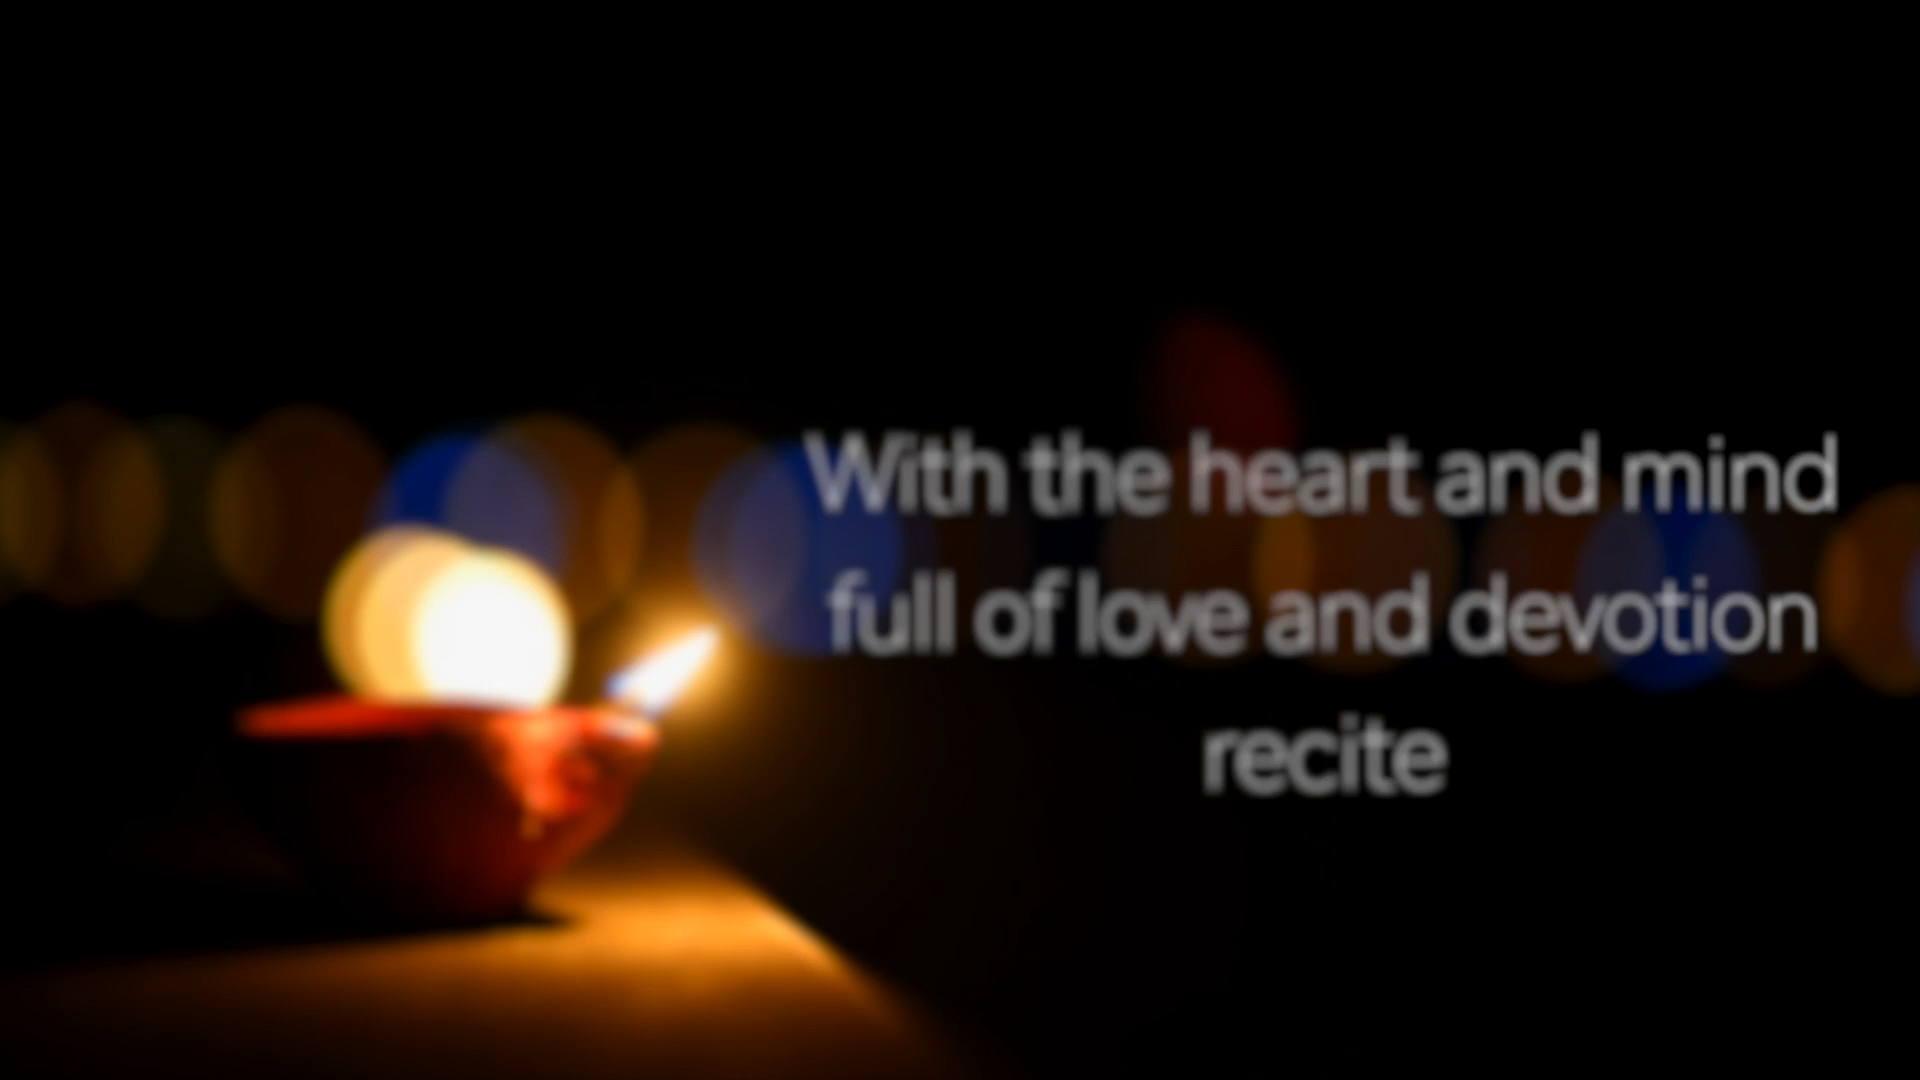 With the heart and mind
full of love and devotion
recite